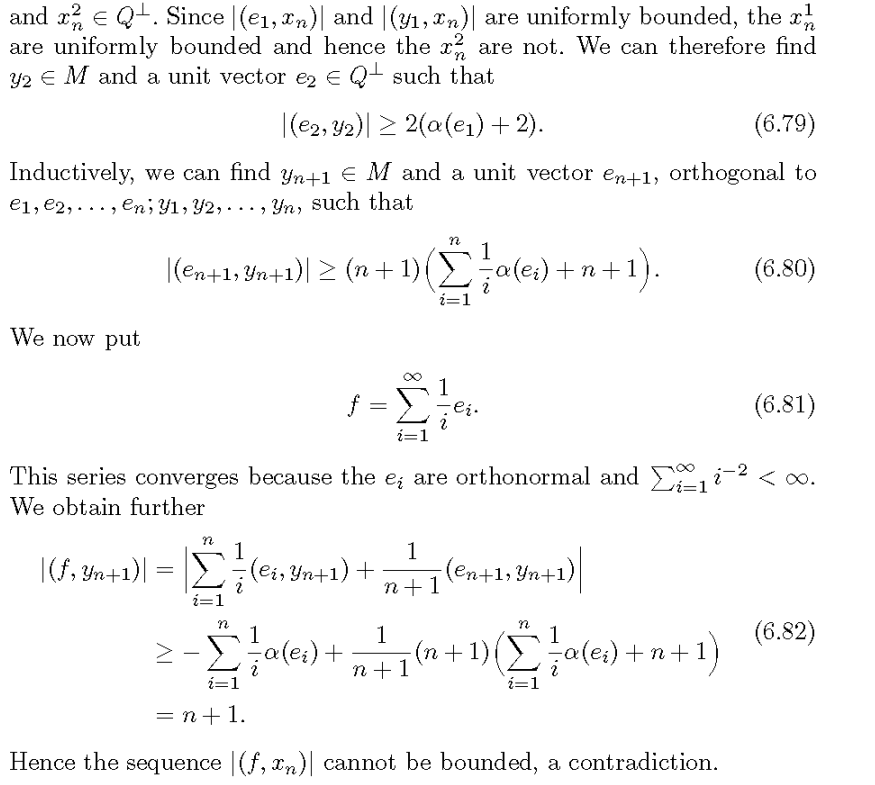 and $x_n^2 \in Q^\perp$. Since $|(e_1, x_n)|$ and $|(y_1, x_n)|$ are uniformly bounded, the $x_n^1$
are uniformly bounded and hence the $x_n^2$ are not. We can therefore find
$y_2 \in M$ and a unit vector $e_2 \in Q^\perp$ such that
$|(e_2, y_2)| \geq 2(\alpha(e_1) + 2).$ (6.79)
Inductively, we can find $y_{n+1} \in M$ and a unit vector $e_{n+1}$, orthogonal to
$e_1, e_2, \ldots, e_n; y_1, y_2, \ldots, y_n$, such that
$|(e_{n+1}, y_{n+1})| \geq (n+1)\Big(\sum_{i=1}^{n} \frac{1}{i}\alpha(e_i) + n + 1\Big).$ (6.80)
We now put
$f = \sum_{i=1}^{\infty} \frac{1}{i} e_i.$ (6.81)
This series converges because the $e_i$ are orthonormal and $\sum_{i=1}^{\infty} i^{-2} < \infty$.
We obtain further
$|(f, y_{n+1})| = \Big|\sum_{i=1}^{n} \frac{1}{i}(e_i, y_{n+1}) + \frac{1}{n+1}(e_{n+1}, y_{n+1})\Big|$
$\geq -\sum_{i=1}^{n} \frac{1}{i}\alpha(e_i) + \frac{1}{n+1}(n+1)\Big(\sum_{i=1}^{n} \frac{1}{i}\alpha(e_i) + n + 1\Big)$ (6.82)
$= n + 1.$
Hence the sequence $|(f, x_n)|$ cannot be bounded, a contradiction.